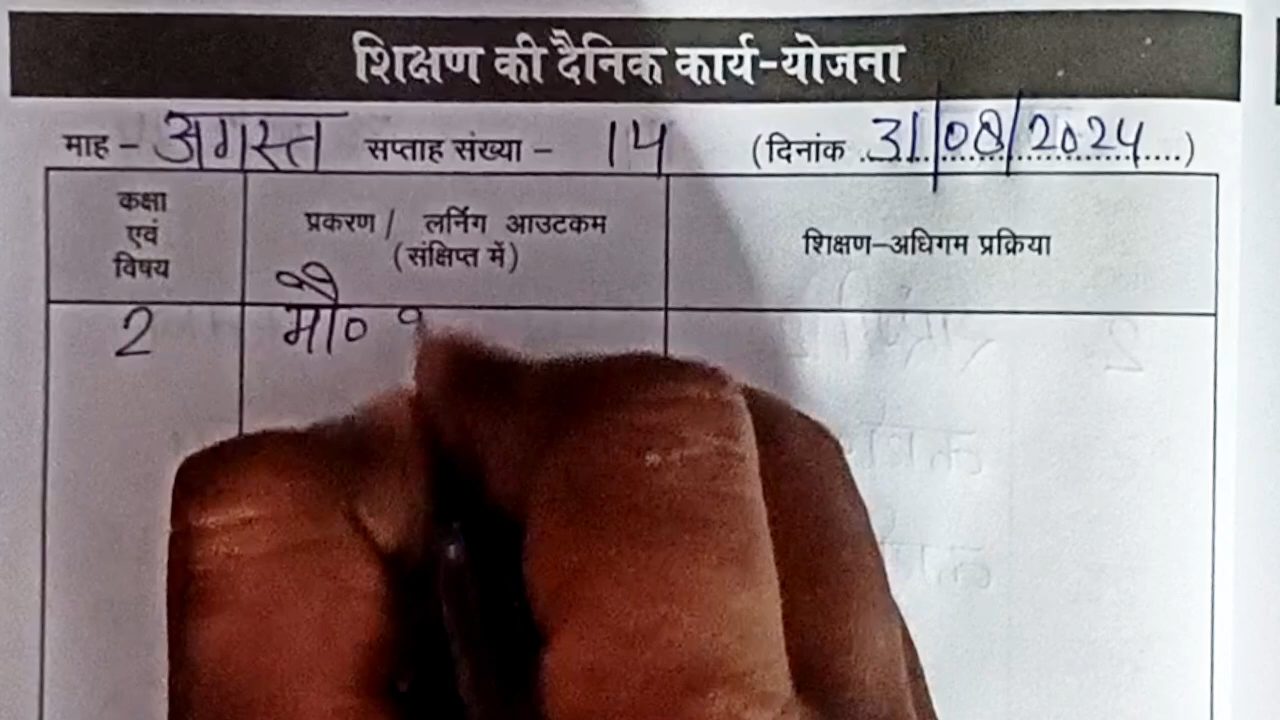 शिक्षण की दैनिक कार्य-योजना
माह - अगस्त सप्ताह संख्या - 14 (दिनांक 31/08/2024)
कक्षा
एवं
विषय
प्रकरण / लर्निंग आउटकम
(संक्षिप्त में)
शिक्षण-अधिगम प्रक्रिया
2
मौ०